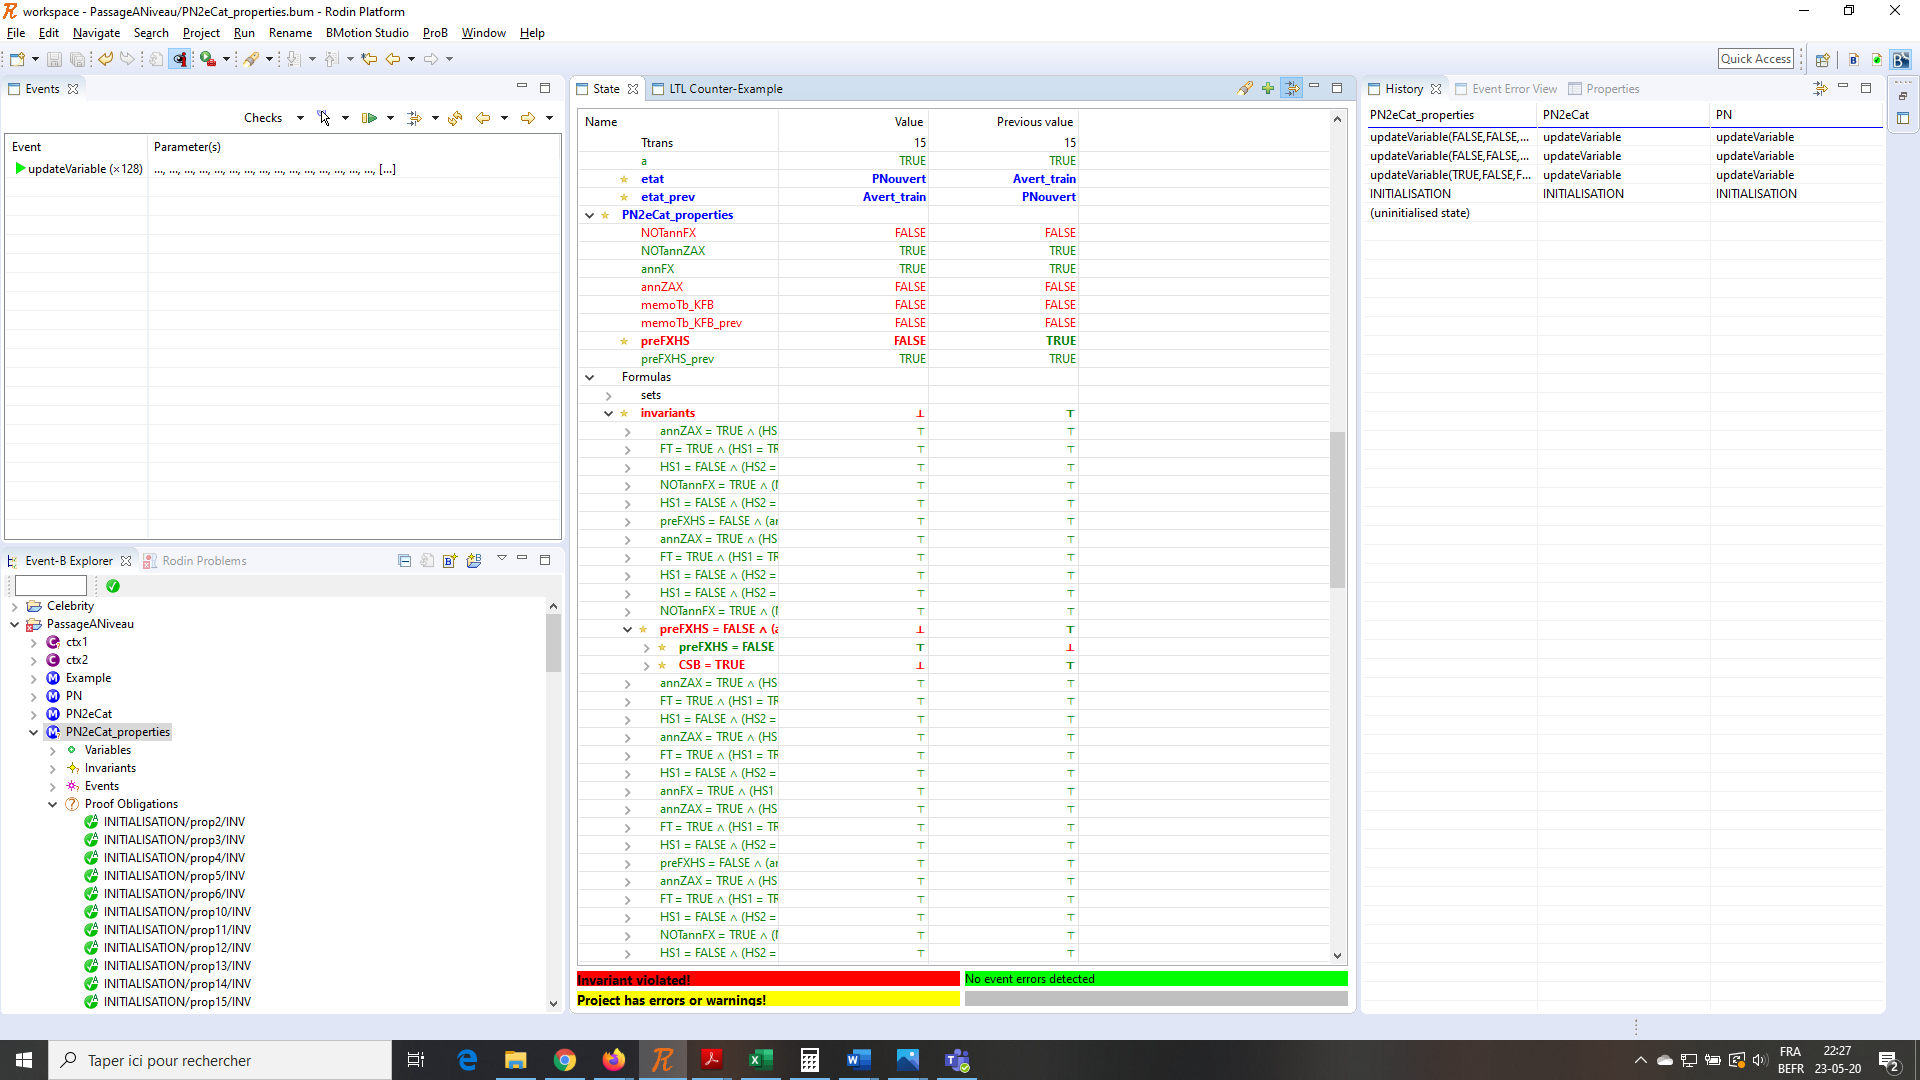 workspace - PassageANiveau/PN2eCat_properties.bum - Rodin Platform
File Edit Navigate Search Project Run Rename BMotion Studio ProB Window Help
Quick Access
Events
Checks
Event Parameter(s)
updateVariable (×128) ..., ..., ..., ..., ..., ..., ..., ..., ..., ..., ..., ..., ..., ..., ..., [...]
Event-B Explorer Rodin Problems
Celebrity
PassageANiveau
ctx1
ctx2
Example
PN
PN2eCat
PN2eCat_properties
Variables
Invariants
Events
Proof Obligations
INITIALISATION/prop2/INV
INITIALISATION/prop3/INV
INITIALISATION/prop4/INV
INITIALISATION/prop5/INV
INITIALISATION/prop6/INV
INITIALISATION/prop10/INV
INITIALISATION/prop11/INV
INITIALISATION/prop12/INV
INITIALISATION/prop13/INV
INITIALISATION/prop14/INV
INITIALISATION/prop15/INV
State LTL Counter-Example
Name Value Previous value
Ttrans 15 15
a TRUE TRUE
etat PNouvert Avert_train
etat_prev Avert_train PNouvert
PN2eCat_properties
NOTannFX FALSE FALSE
NOTannZAX TRUE TRUE
annFX TRUE TRUE
annZAX FALSE FALSE
memoTb_KFB FALSE FALSE
memoTb_KFB_prev FALSE FALSE
preFXHS FALSE TRUE
preFXHS_prev TRUE TRUE
Formulas
sets
invariants ⊥ ⊤
annZAX = TRUE ∧ (HS ⊤ ⊤
FT = TRUE ∧ (HS1 = TR ⊤ ⊤
HS1 = FALSE ∧ (HS2 = ⊤ ⊤
NOTannFX = TRUE ∧ (N ⊤ ⊤
HS1 = FALSE ∧ (HS2 = ⊤ ⊤
preFXHS = FALSE ∧ (an ⊤ ⊤
annZAX = TRUE ∧ (HS ⊤ ⊤
FT = TRUE ∧ (HS1 = TR ⊤ ⊤
HS1 = FALSE ∧ (HS2 = ⊤ ⊤
HS1 = FALSE ∧ (HS2 = ⊤ ⊤
NOTannFX = TRUE ∧ (N ⊤ ⊤
preFXHS = FALSE ∧ (a ⊥ ⊤
preFXHS = FALSE ⊤ ⊥
CSB = TRUE ⊥ ⊤
annZAX = TRUE ∧ (HS ⊤ ⊤
FT = TRUE ∧ (HS1 = TR ⊤ ⊤
HS1 = FALSE ∧ (HS2 = ⊤ ⊤
annZAX = TRUE ∧ (HS ⊤ ⊤
FT = TRUE ∧ (HS1 = TR ⊤ ⊤
HS1 = FALSE ∧ (HS2 = ⊤ ⊤
annFX = TRUE ∧ (HS1 ⊤ ⊤
annZAX = TRUE ∧ (HS ⊤ ⊤
FT = TRUE ∧ (HS1 = TR ⊤ ⊤
HS1 = FALSE ∧ (HS2 = ⊤ ⊤
preFXHS = FALSE ∧ (an ⊤ ⊤
annZAX = TRUE ∧ (HS ⊤ ⊤
FT = TRUE ∧ (HS1 = TR ⊤ ⊤
HS1 = FALSE ∧ (HS2 = ⊤ ⊤
NOTannFX = TRUE ∧ (N ⊤ ⊤
HS1 = FALSE ∧ (HS2 = ⊤ ⊤
Invariant violated! No event errors detected
Project has errors or warnings!
History Event Error View Properties
PN2eCat_properties PN2eCat PN
updateVariable(FALSE,FALSE,... updateVariable updateVariable
updateVariable(FALSE,FALSE,... updateVariable updateVariable
updateVariable(TRUE,FALSE,F... updateVariable updateVariable
INITIALISATION INITIALISATION INITIALISATION
(uninitialised state)
Taper ici pour rechercher
FRA 22:27
BEFR 23-05-20
2